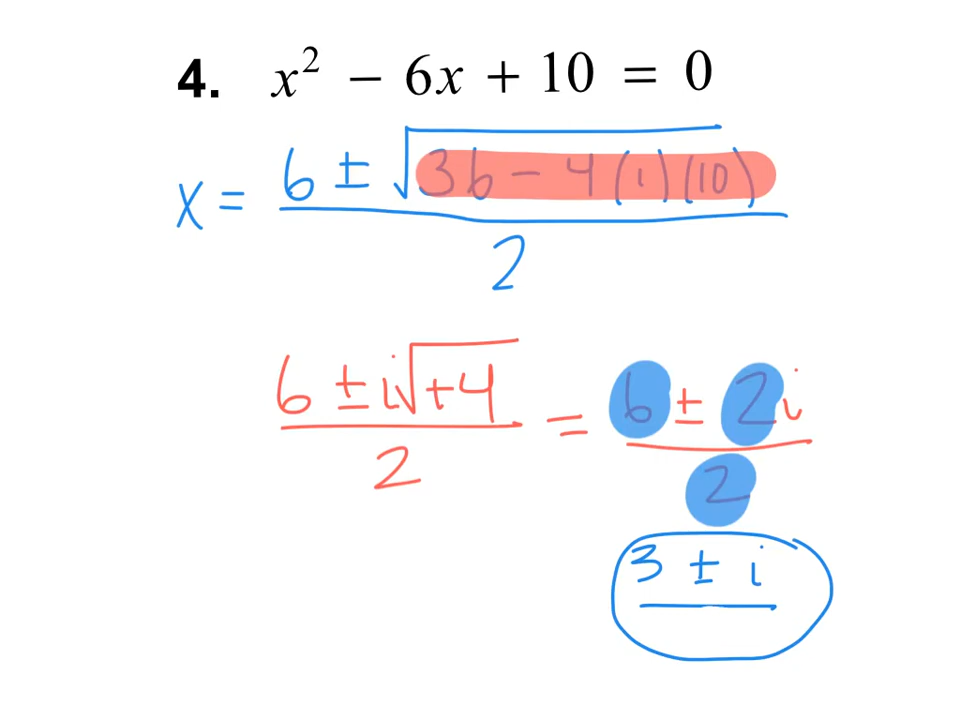 4. x² − 6x + 10 = 0
x = (6 ± √(36 − 4(1)(10))) / 2
(6 ± i√(+4)) / 2 = (6 ± 2i) / 2
3 ± i